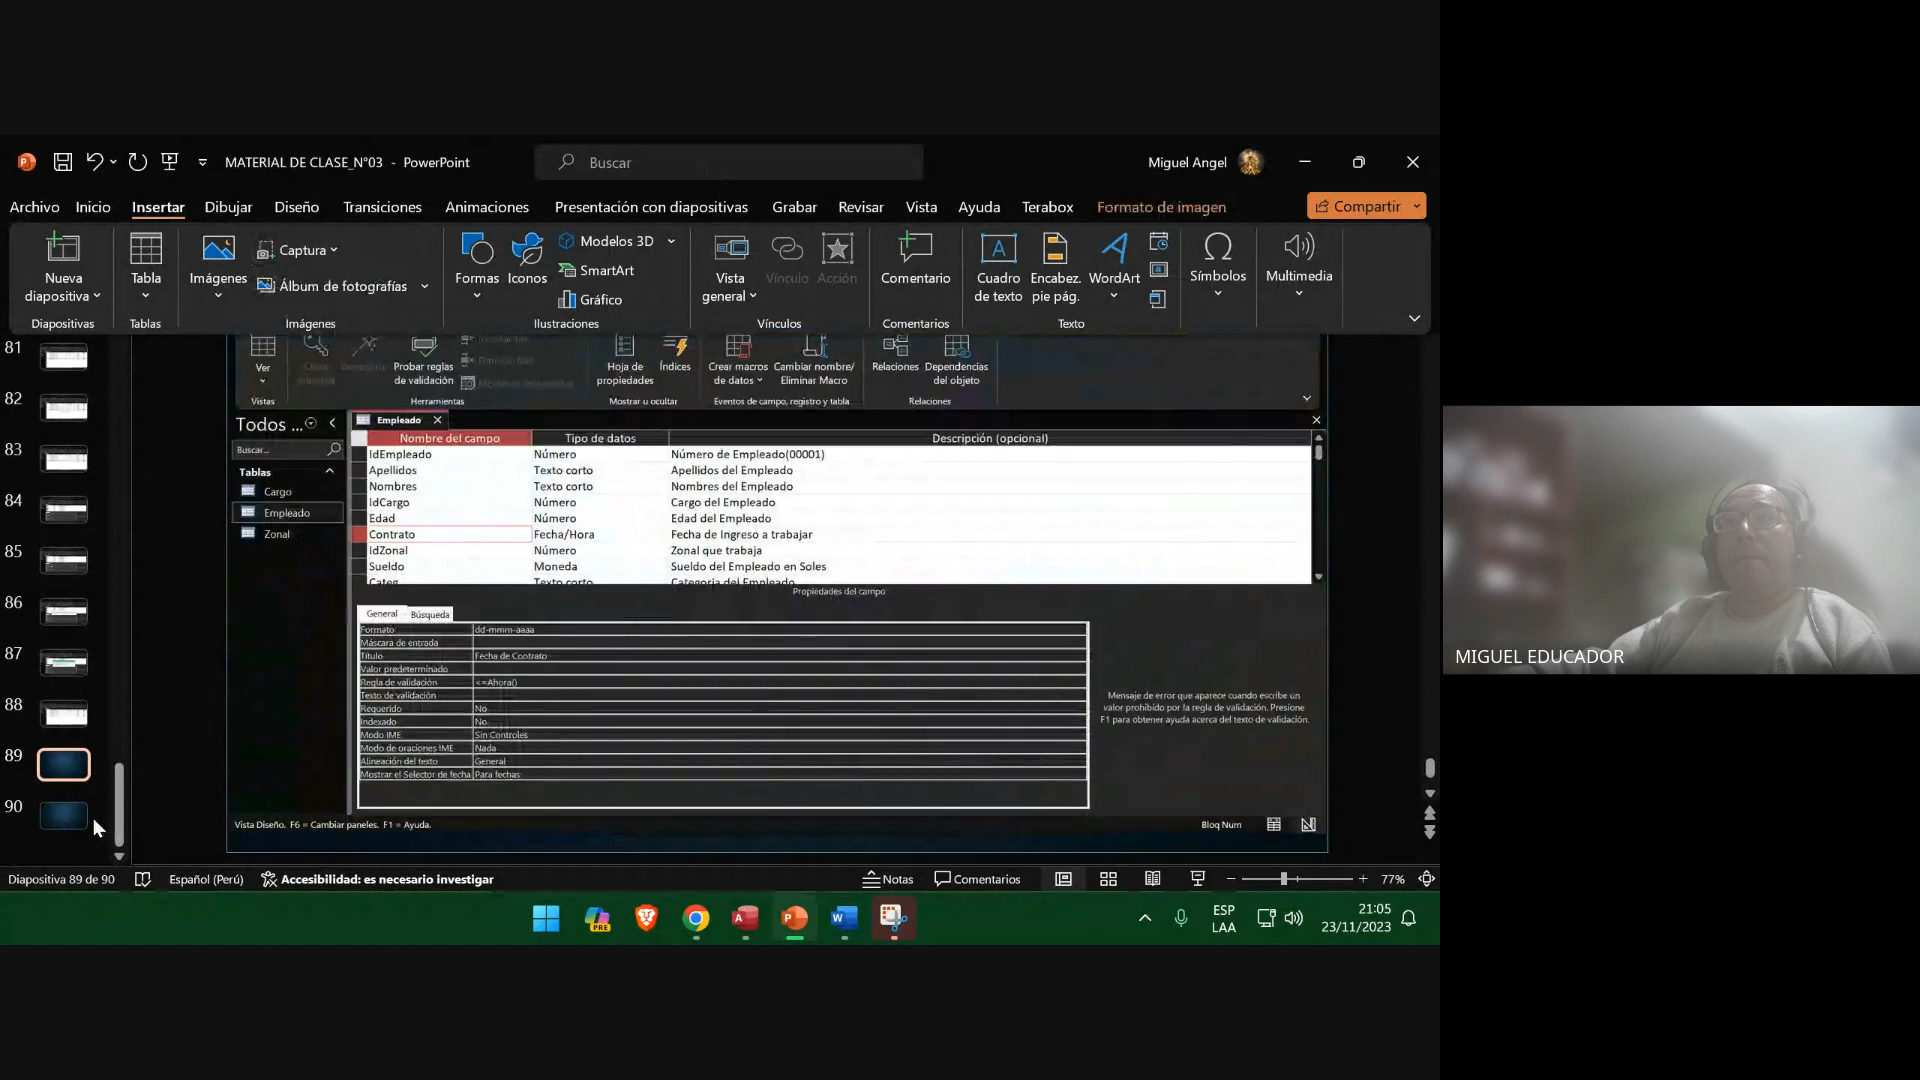 MATERIAL DE CLASE_N°03 - PowerPoint
Buscar
Miguel Angel
Archivo Inicio Insertar Dibujar Diseño Transiciones Animaciones Presentación con diapositivas Grabar Revisar Vista Ayuda Terabox Formato de imagen Compartir
Nueva diapositiva
Tabla
Imágenes
Captura
Álbum de fotografías
Formas
Iconos
Modelos 3D
SmartArt
Gráfico
Vista general
Vínculo
Acción
Comentario
Cuadro de texto
Encabez. pie pág.
WordArt
Símbolos
Multimedia
Diapositivas Tablas Imágenes Ilustraciones Vínculos Comentarios Texto
81
82
83
84
85
86
87
88
89
90
Ver
Probar reglas de validación
Hoja de propiedades
Índices
Crear macros de datos
Cambiar nombre/ Eliminar Macro
Relaciones
Dependencias del objeto
Vistas Herramientas Mostrar u ocultar Eventos de campo, registro y tabla Relaciones
Todos ...
Buscar...
Tablas
Cargo
Empleado
Zonal
Empleado
Nombre del campo Tipo de datos Descripción (opcional)
IdEmpleado Número Número de Empleado(00001)
Apellidos Texto corto Apellidos del Empleado
Nombres Texto corto Nombres del Empleado
IdCargo Número Cargo del Empleado
Edad Número Edad del Empleado
Contrato Fecha/Hora Fecha de Ingreso a trabajar
IdZonal Número Zonal que trabaja
Sueldo Moneda Sueldo del Empleado en Soles
Categ Texto corto Categoria del Empleado
Propiedades del campo
General Búsqueda
Formato dd-mmm-aaaa
Máscara de entrada
Título Fecha de Contrato
Valor predeterminado
Regla de validación <=Ahora()
Texto de validación
Requerido No
Indexado No
Modo IME Sin Controles
Modo de oraciones IME Nada
Alineación del texto General
Mostrar el Selector de fecha Para fechas
Mensaje de error que aparece cuando escribe un
valor prohibido por la regla de validación. Presione
F1 para obtener ayuda acerca del texto de validación.
Vista Diseño. F6 = Cambiar paneles. F1 = Ayuda.
Bloq Num
Diapositiva 89 de 90 Español (Perú) Accesibilidad: es necesario investigar Notas Comentarios 77%
PRE
ESP
LAA
21:05
23/11/2023
MIGUEL EDUCADOR